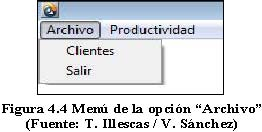 Archivo Productividad
Clientes
Salir
Figura 4.4 Menú de la opción “Archivo”
(Fuente: T. Illescas / V. Sánchez)